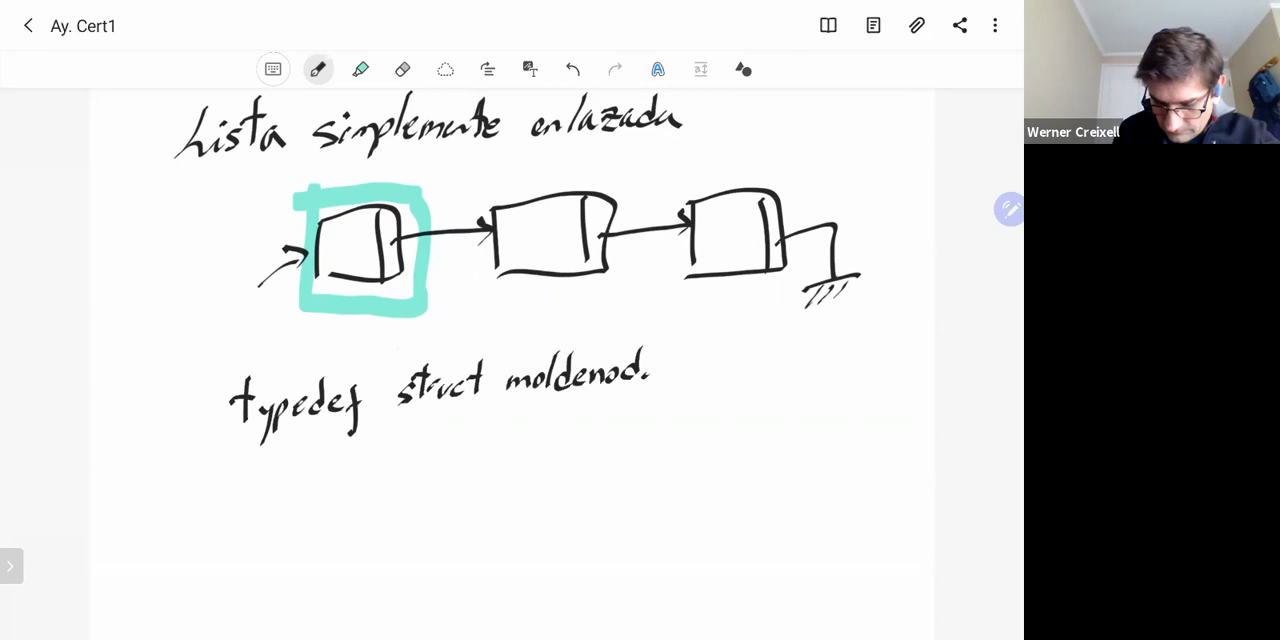 Ay. Cert1
Lista simplemente enlazada
typedef struct moldenod.
Werner Creixell